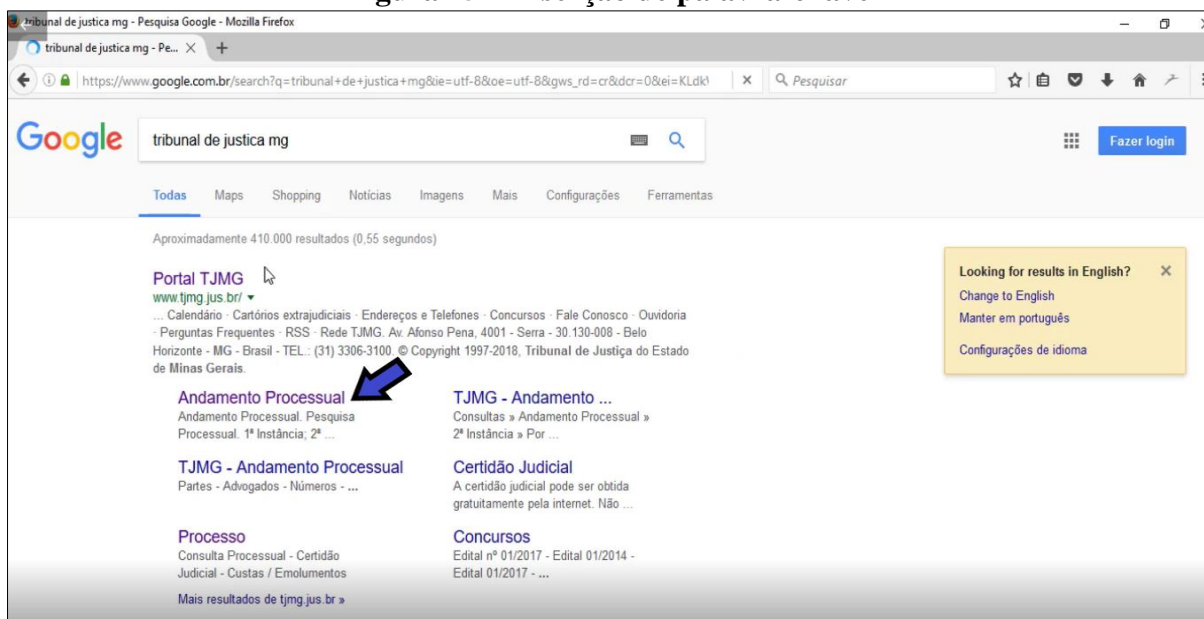 tribunal de justica mg - Pesquisa Google - Mozilla Firefox
tribunal de justica mg - Pe...
https://www.google.com.br/search?q=tribunal+de+justica+mg&ie=utf-8&oe=utf-8&gws_rd=cr&dcr=0&ei=KLdk
Pesquisar
Google
tribunal de justica mg
Fazer login
Todas Maps Shopping Notícias Imagens Mais Configurações Ferramentas
Aproximadamente 410.000 resultados (0,55 segundos)
Portal TJMG
www.tjmg.jus.br/
... Calendário · Cartórios extrajudiciais · Endereços e Telefones · Concursos · Fale Conosco · Ouvidoria
· Perguntas Frequentes · RSS · Rede TJMG. Av. Afonso Pena, 4001 - Serra - 30.130-008 - Belo
Horizonte - MG - Brasil - TEL.: (31) 3306-3100. © Copyright 1997-2018, Tribunal de Justiça do Estado
de Minas Gerais.
Andamento Processual
Andamento Processual. Pesquisa
Processual. 1ª Instância; 2ª ...
TJMG - Andamento ...
Consultas » Andamento Processual »
2ª Instância » Por ...
TJMG - Andamento Processual
Partes - Advogados - Números - ...
Certidão Judicial
A certidão judicial pode ser obtida
gratuitamente pela internet. Não ...
Processo
Consulta Processual - Certidão
Judicial - Custas / Emolumentos
Concursos
Edital nº 01/2017 - Edital 01/2014 -
Edital 01/2017 - ...
Mais resultados de tjmg.jus.br »
Looking for results in English?
Change to English
Manter em português
Configurações de idioma